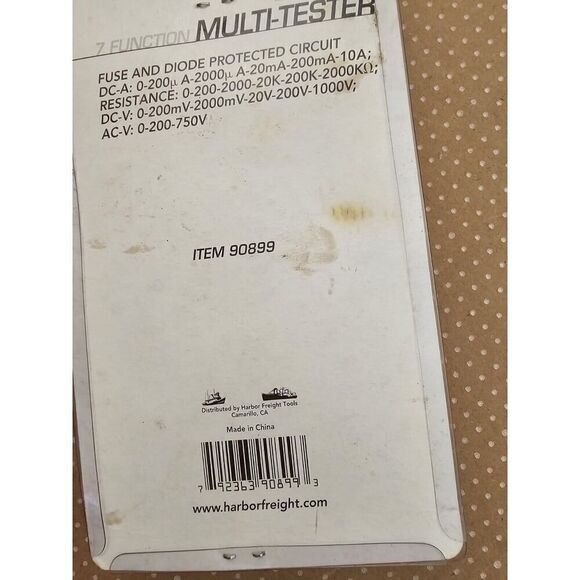 7 FUNCTION MULTI-TESTER
FUSE AND DIODE PROTECTED CIRCUIT
DC-A: 0-200µ A-2000µ A-20mA-200mA-10A;
RESISTANCE: 0-200-2000-20K-200K-2000KΩ;
DC-V: 0-200mV-2000mV-20V-200V-1000V;
AC-V: 0-200-750V
ITEM 90899
Distributed by Harbor Freight Tools
Camarillo, CA
Made in China
7 92363 90899 3
www.harborfreight.com